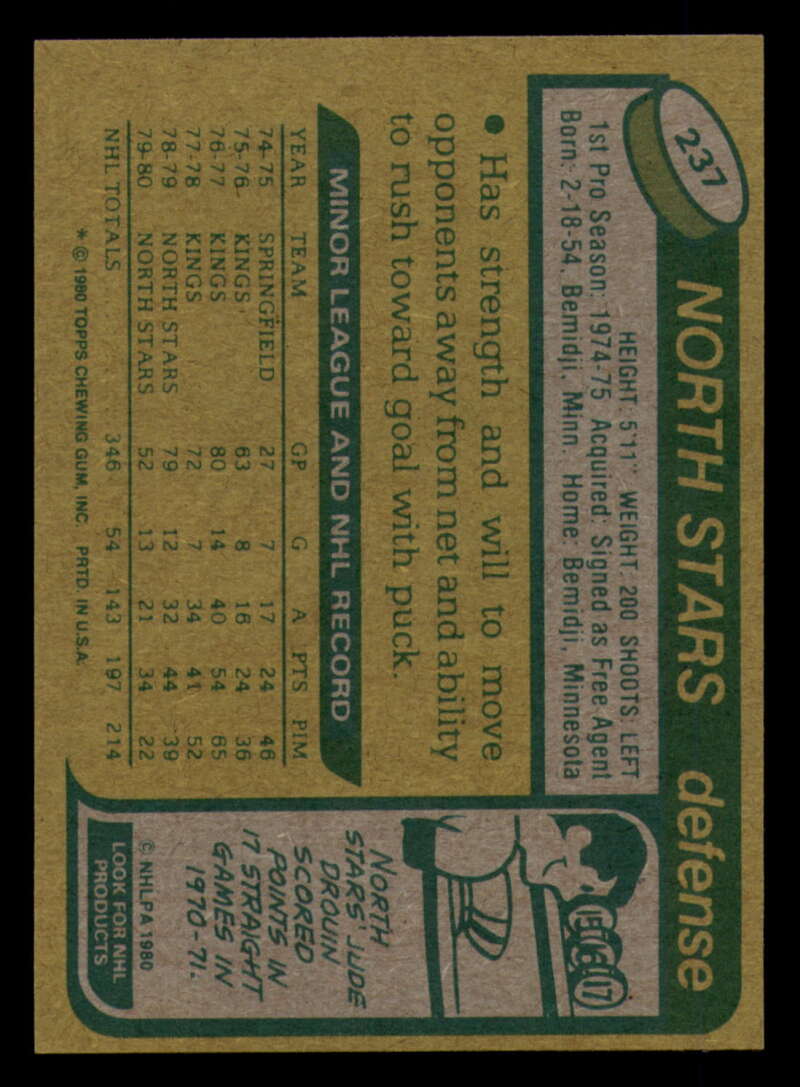 237
NORTH STARS defense
HEIGHT: 5'11" WEIGHT: 200 SHOOTS: LEFT
1st Pro Season: 1974-75 Acquired: Signed as Free Agent
Born: 2-18-54, Bemidji, Minn. Home: Bemidji, Minnesota
• Has strength and will to move
opponents away from net and ability
to rush toward goal with puck.
MINOR LEAGUE AND NHL RECORD
YEAR TEAM GP G A PTS PIM
74-75 SPRINGFIELD 27 7 17 24 46
75-76 KINGS 63 8 16 24 36
76-77 KINGS 80 14 40 54 65
77-78 KINGS 72 7 34 41 52
78-79 NORTH STARS 79 12 32 44 39
79-80 NORTH STARS 52 13 21 34 22
NHL TOTALS 346 54 143 197 214
* © 1980 TOPPS CHEWING GUM, INC. PRTD. IN U.S.A.
15 16 17
NORTH
STARS' JUDE
DROUIN
SCORED
POINTS IN
17 STRAIGHT
GAMES IN
1970-71.
© NHLPA 1980
LOOK FOR NHL
PRODUCTS